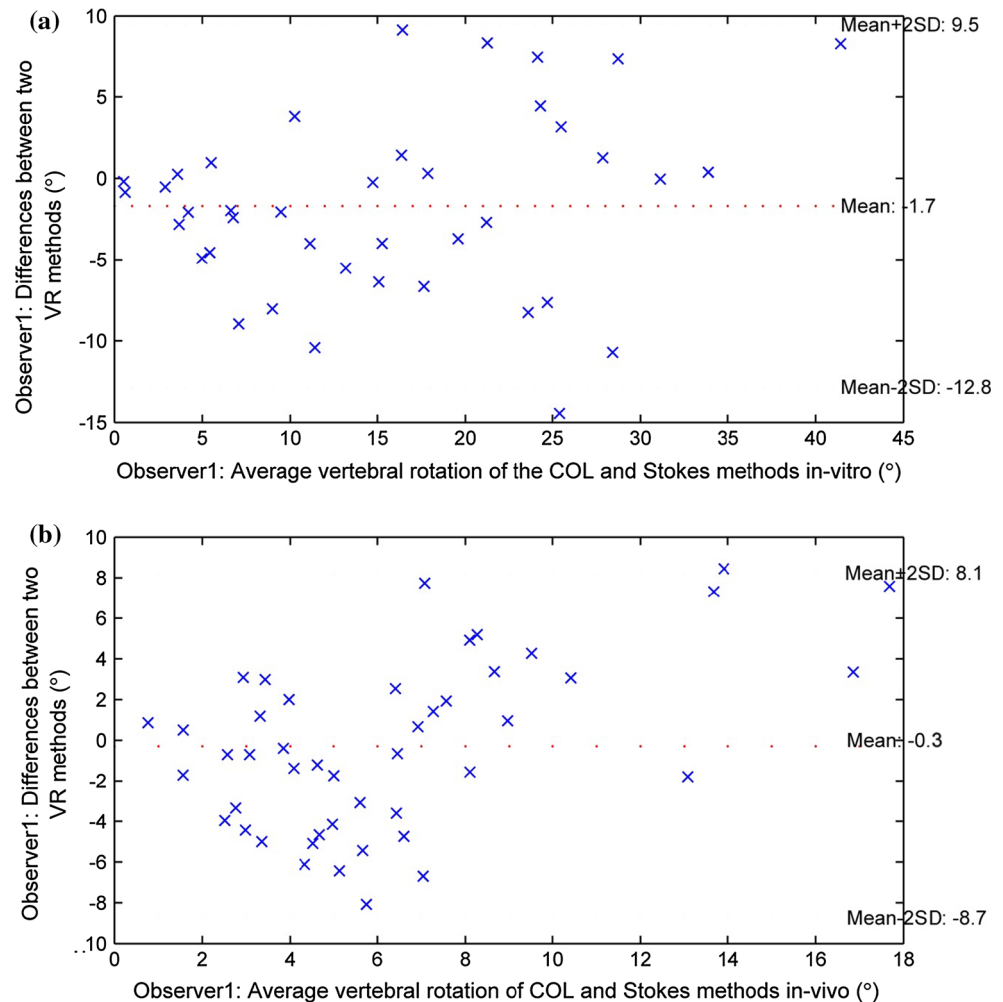 (a)
10
5
0
-5
-10
-15
Observer1: Differences between two
VR methods (°)
Mean+2SD: 9.5
Mean: -1.7
Mean-2SD: -12.8
0 5 10 15 20 25 30 35 40 45
Observer1: Average vertebral rotation of the COL and Stokes methods in-vitro (°)
(b)
10
8
6
4
2
0
-2
-4
-6
-8
-10
Observer1: Differences between two
VR methods (°)
Mean+2SD: 8.1
Mean: -0.3
Mean-2SD: -8.7
0 2 4 6 8 10 12 14 16 18
Observer1: Average vertebral rotation of COL and Stokes methods in-vivo (°)